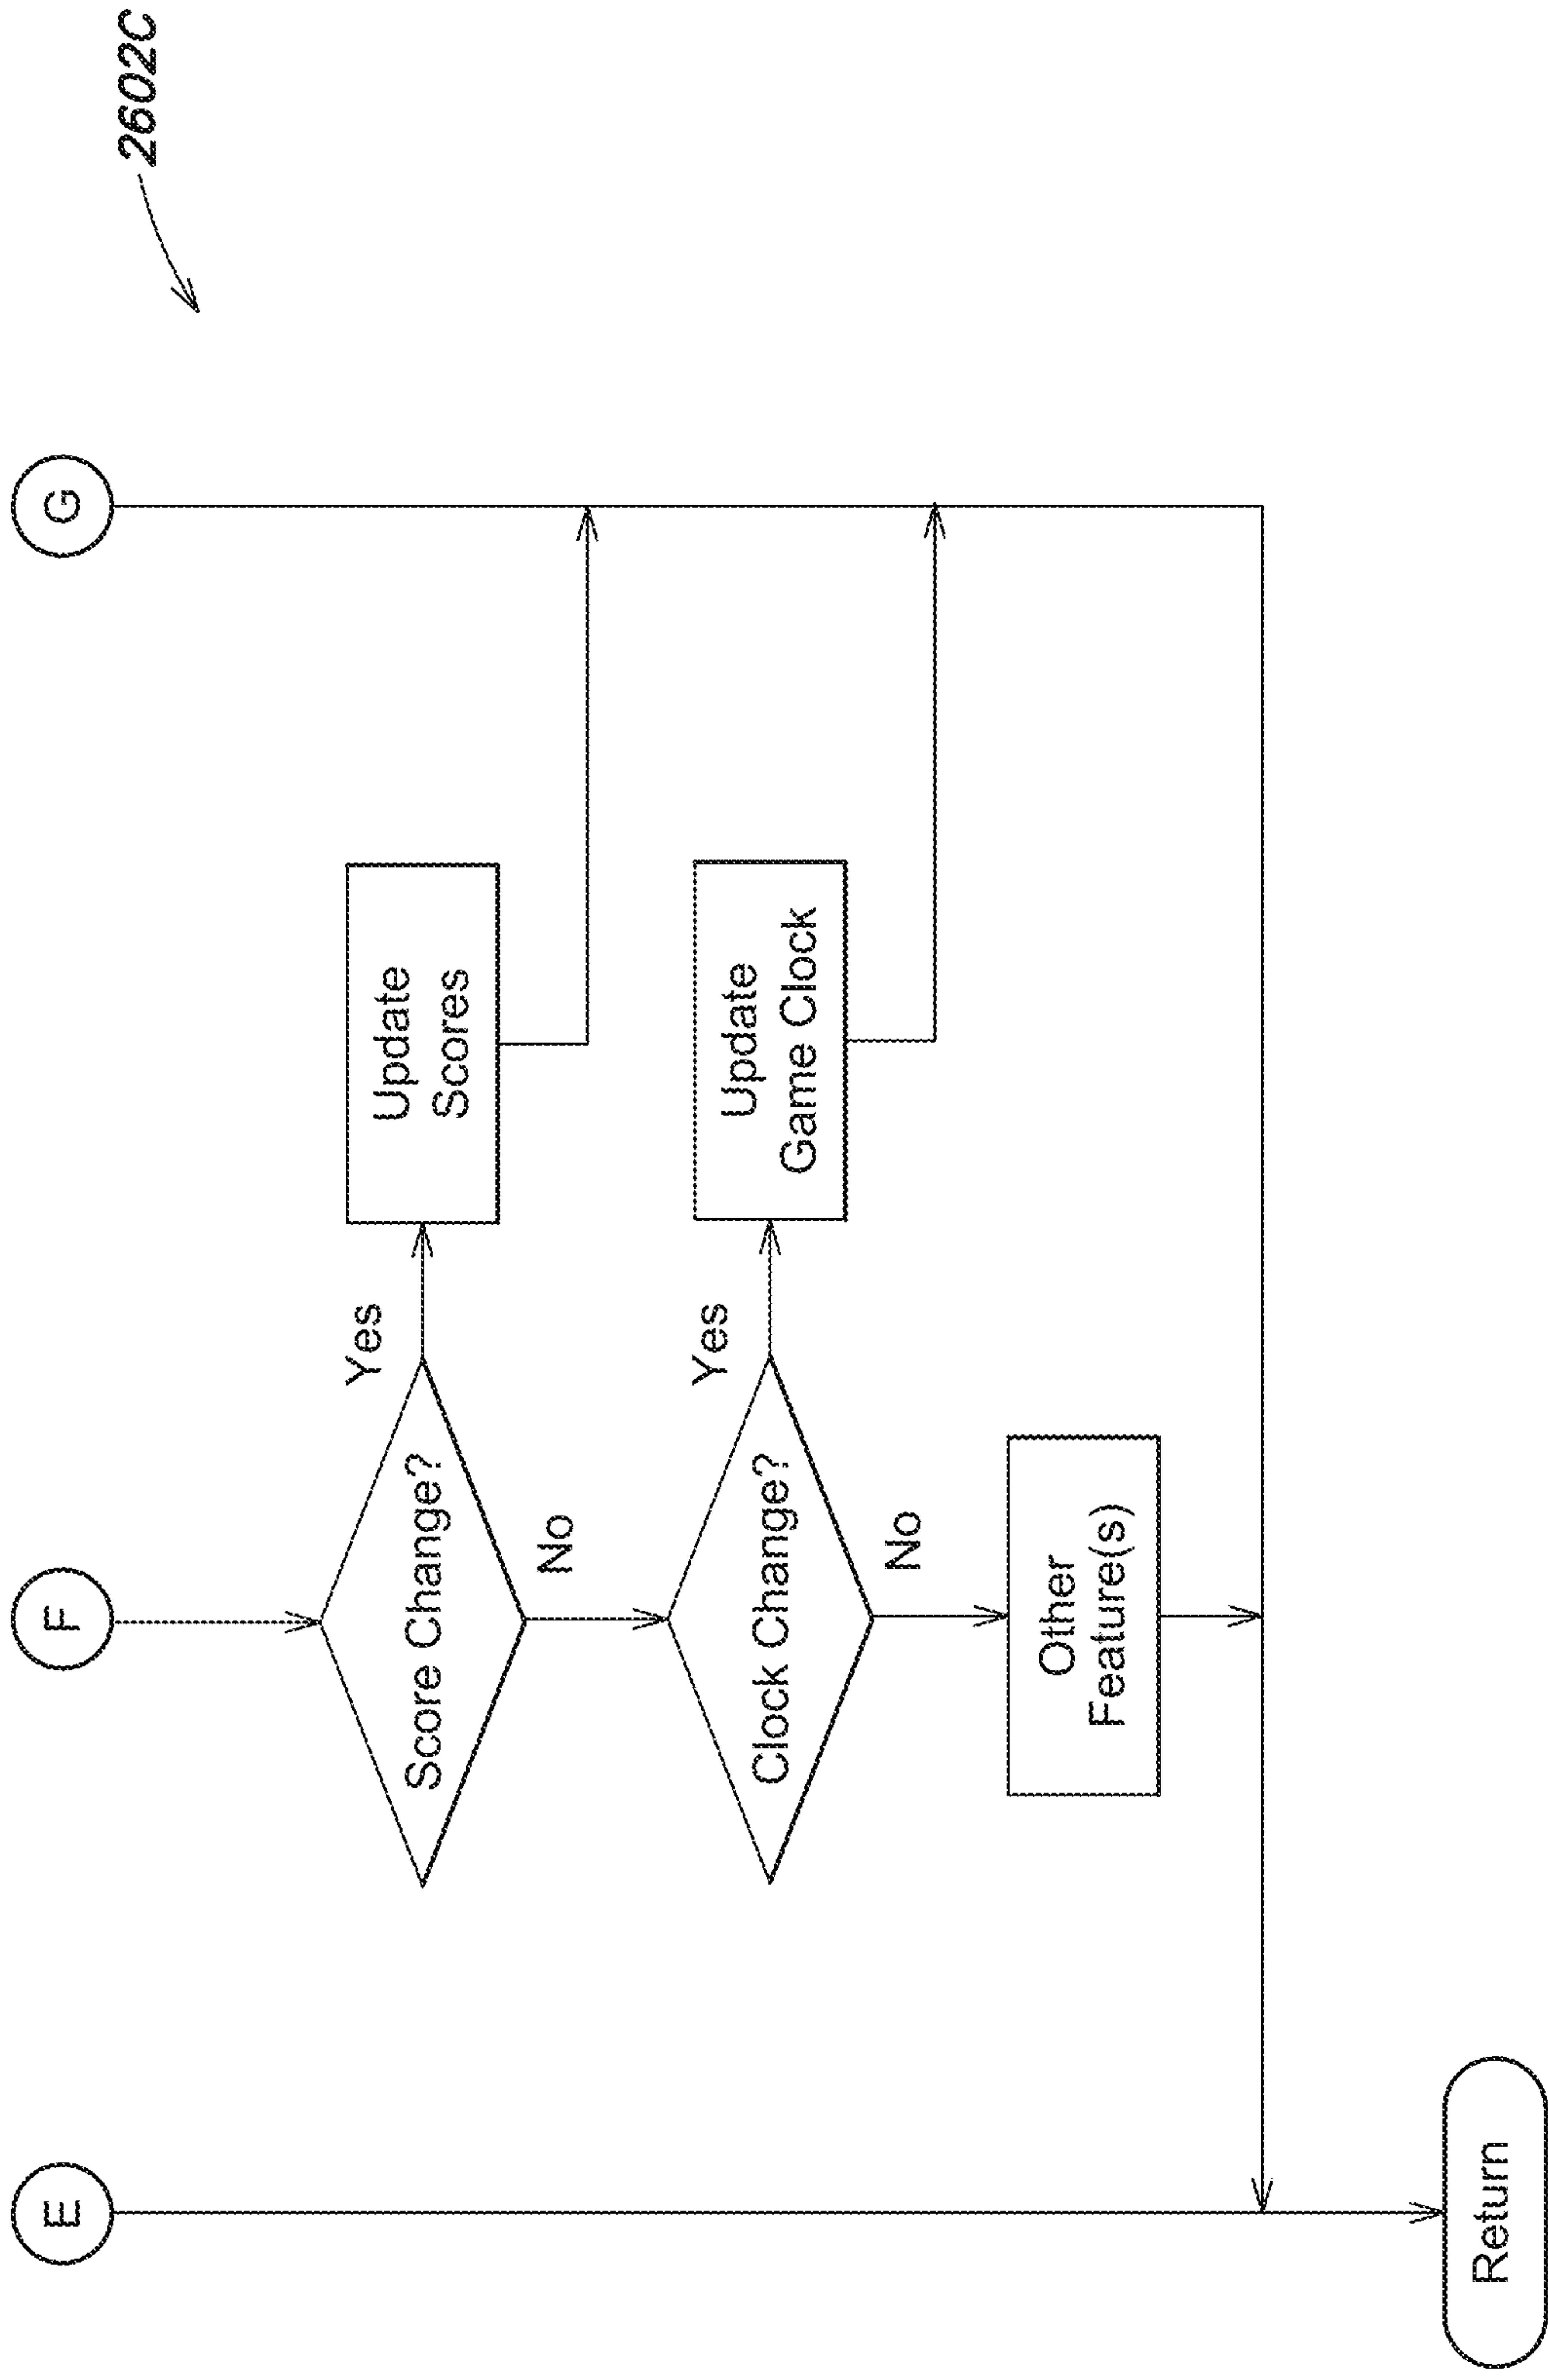 2602C
E
F
G
Score Change?
Yes
Update
Scores
No
Clock Change?
Yes
Update
Game Clock
No
Other
Feature(s)
Return